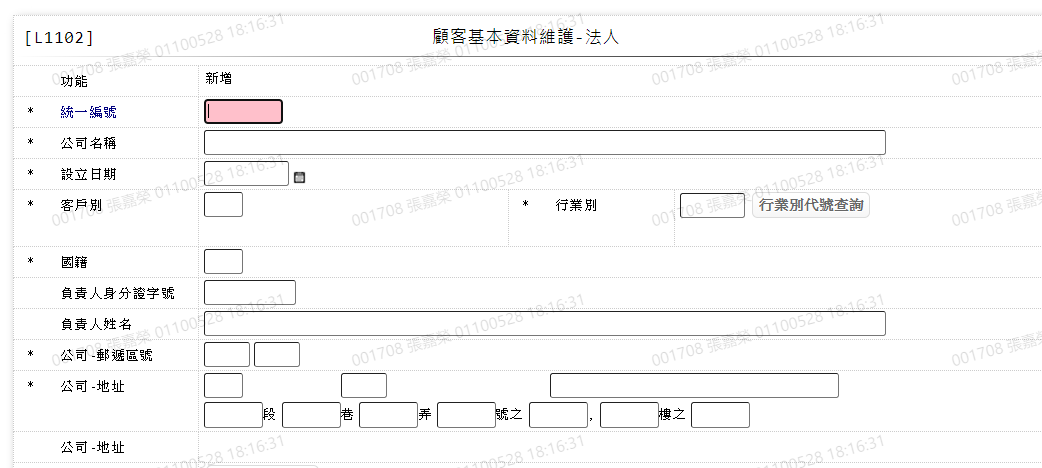 [L1102] 顧客基本資料維護-法人
功能 新增
* 統一編號
* 公司名稱
* 設立日期
* 客戶別 * 行業別 行業別代號查詢
* 國籍
負責人身分證字號
負責人姓名
* 公司-郵遞區號
* 公司-地址
段 巷 弄 號之 , 樓之
公司-地址
001708 張嘉榮 01100528 18:16:31